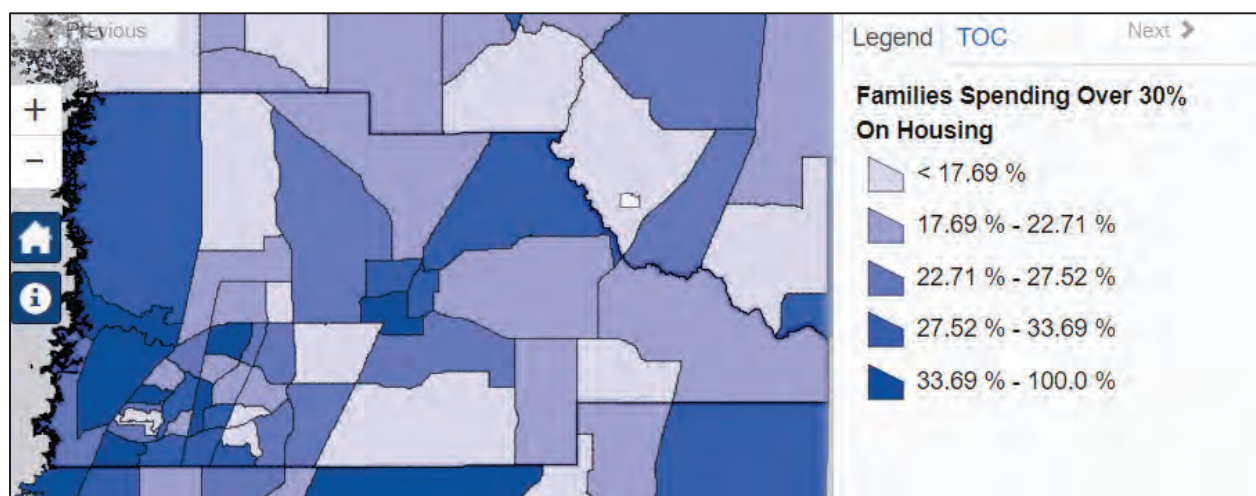 Previous
+
−
i
Legend TOC Next
Families Spending Over 30%
On Housing
< 17.69 %
17.69 % - 22.71 %
22.71 % - 27.52 %
27.52 % - 33.69 %
33.69 % - 100.0 %